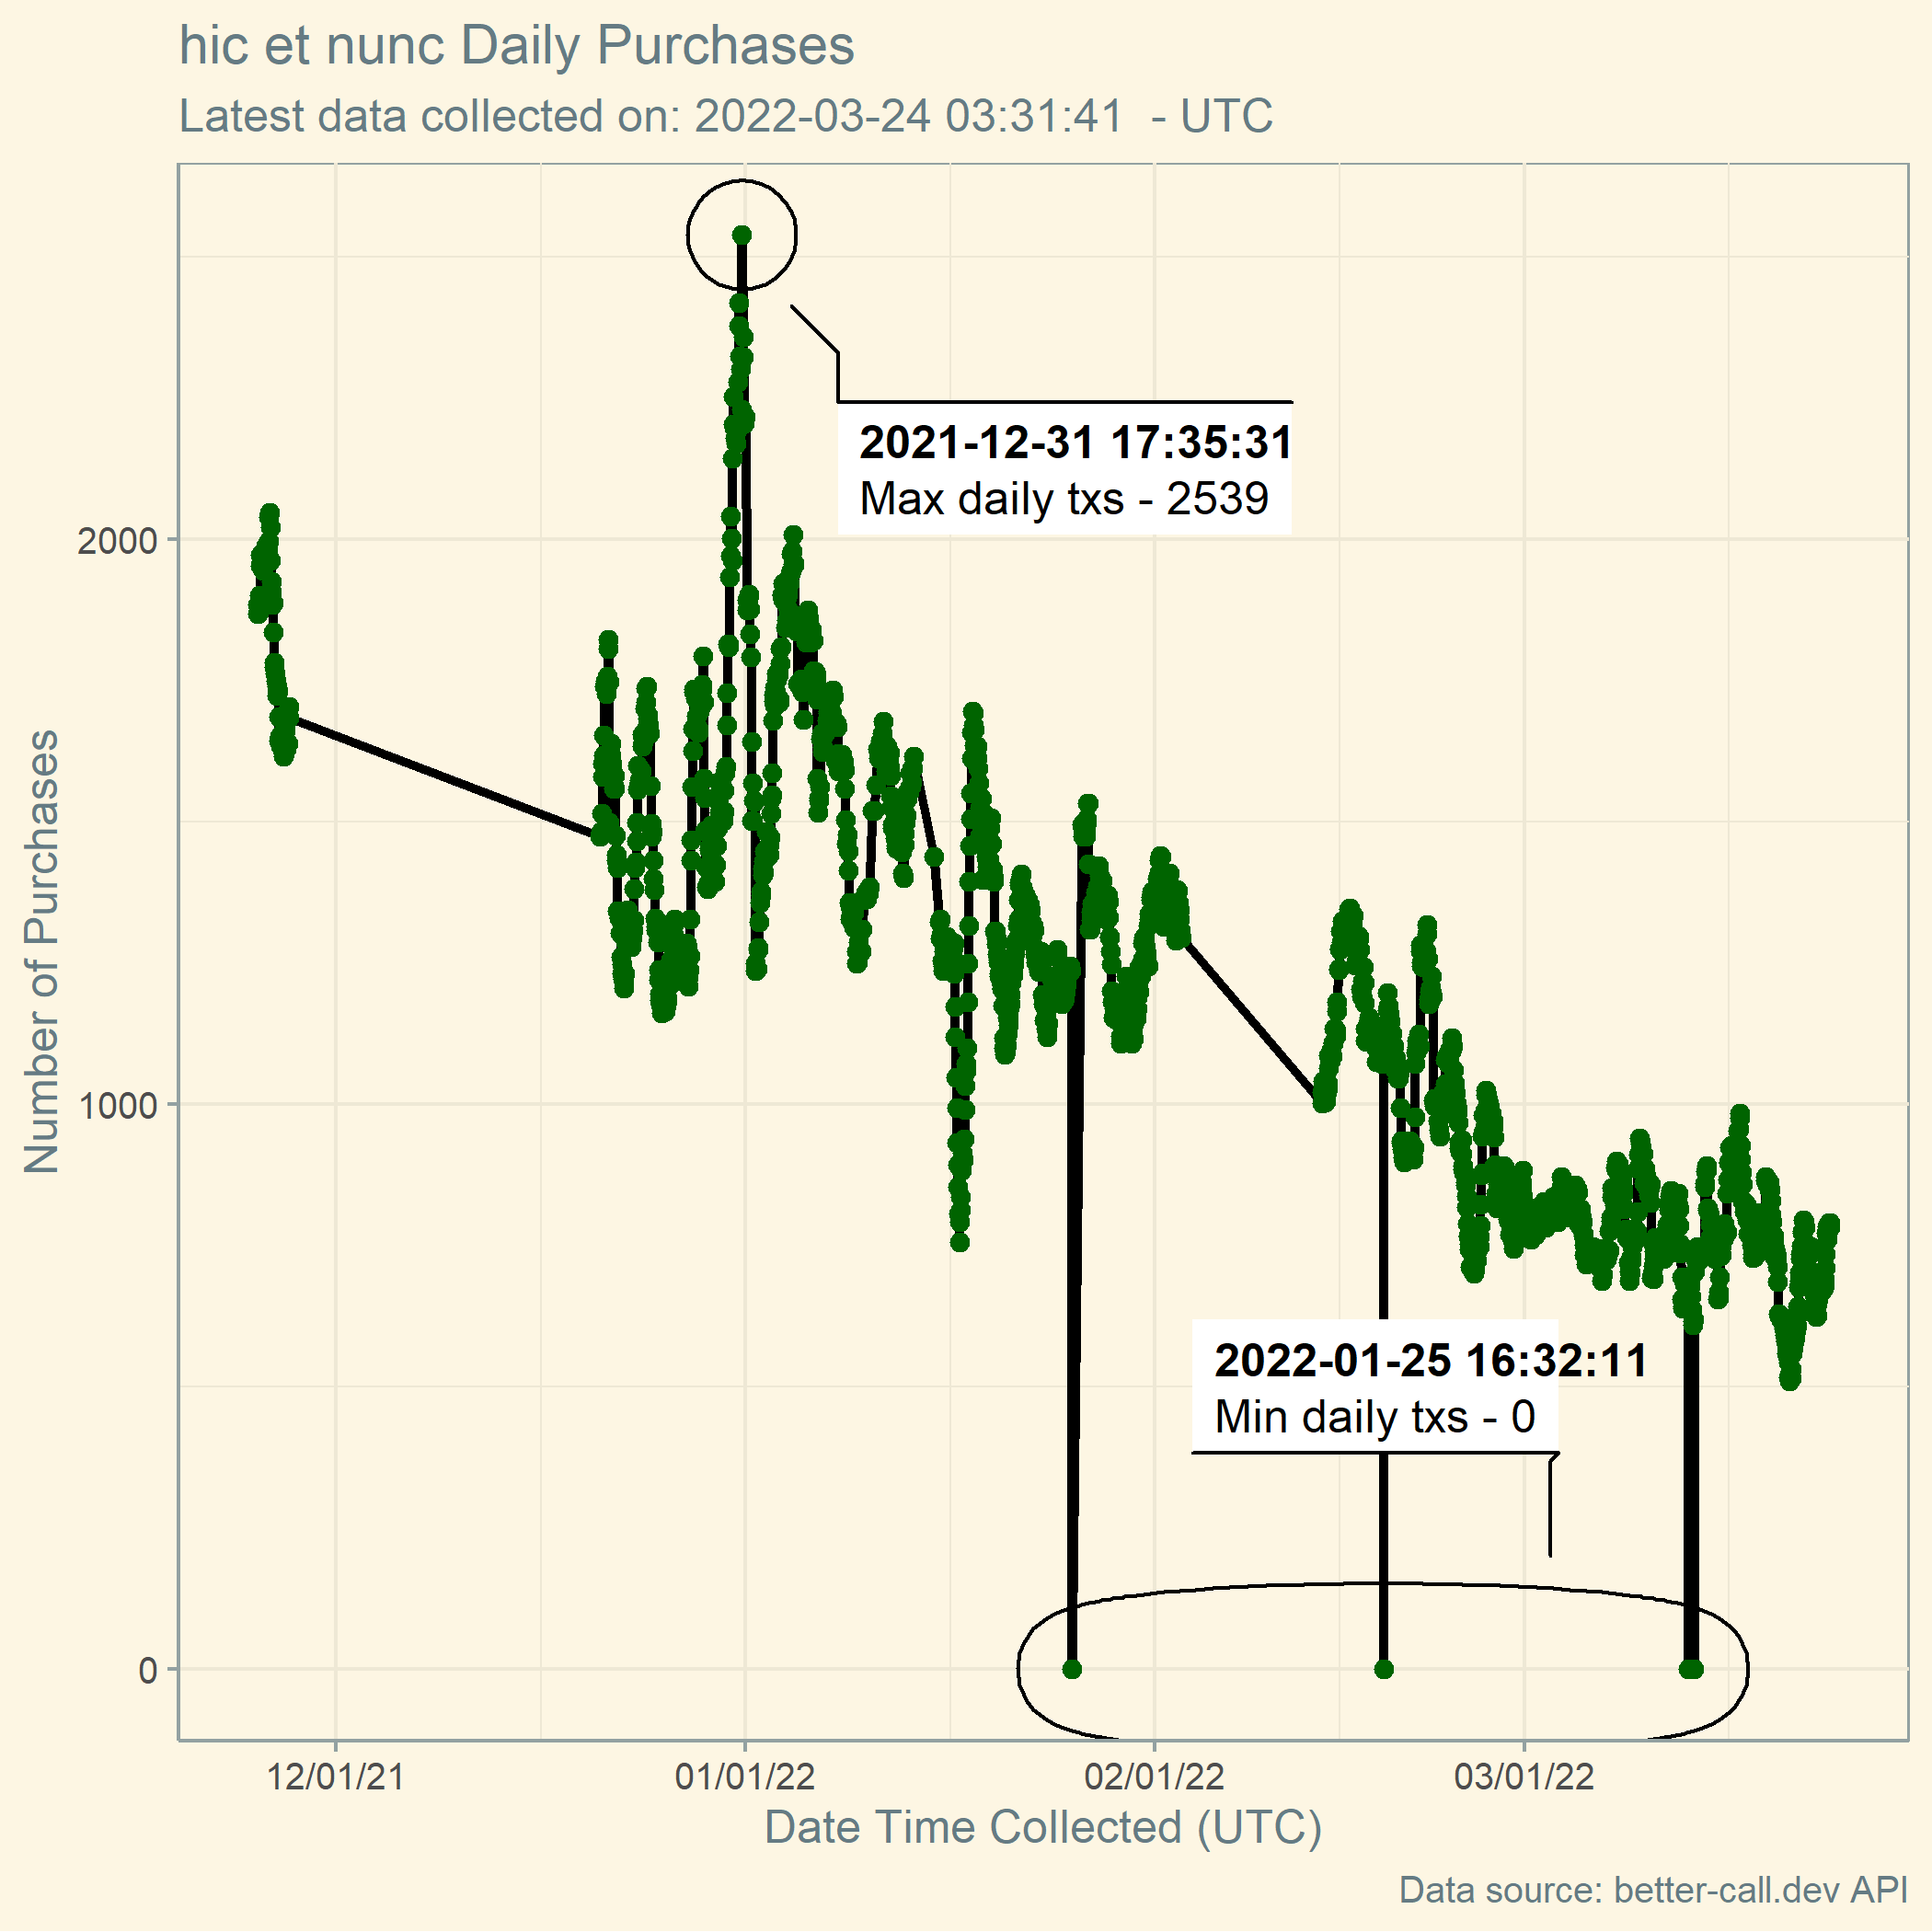 hic et nunc Daily Purchases
Latest data collected on: 2022-03-24 03:31:41  - UTC
2021-12-31 17:35:31
Max daily txs - 2539
2000
Number of Purchases
1000
2022-01-25 16:32:11
Min daily txs - 0
0
12/01/21 01/01/22 02/01/22 03/01/22
Date Time Collected (UTC)
Data source: better-call.dev API